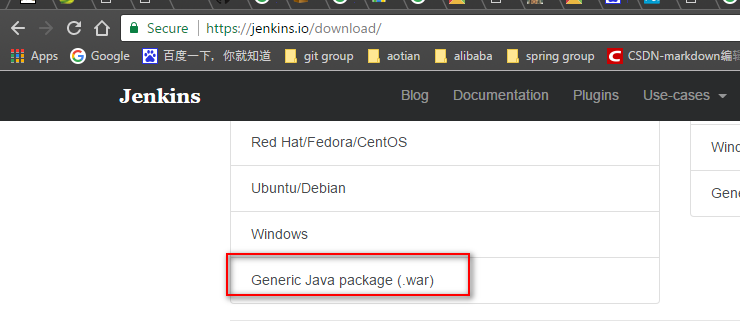 Secure https://jenkins.io/download/
Apps Google 百度一下，你就知道 git group aotian alibaba spring group CSDN-markdown编辑
Jenkins Blog Documentation Plugins Use-cases
Red Hat/Fedora/CentOS
Wind
Ubuntu/Debian
Gene
Windows
Generic Java package (.war)